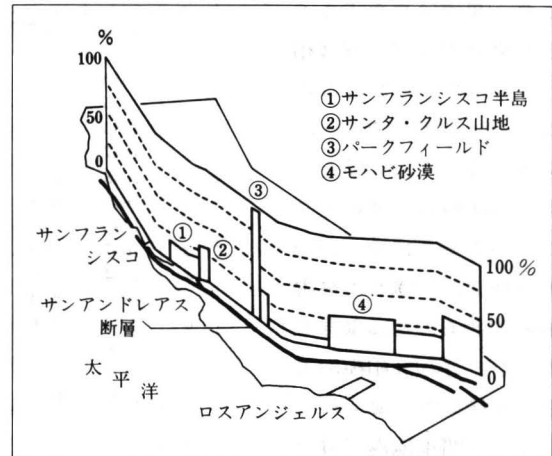 %
100
50
0
①サンフランシスコ半島
②サンタ・クルス山地
③パークフィールド
④モハビ砂漠
③
①
②
④
サンフラン
シスコ
サンアンドレアス
断層
太平洋
ロスアンジェルス
100 %
50
0